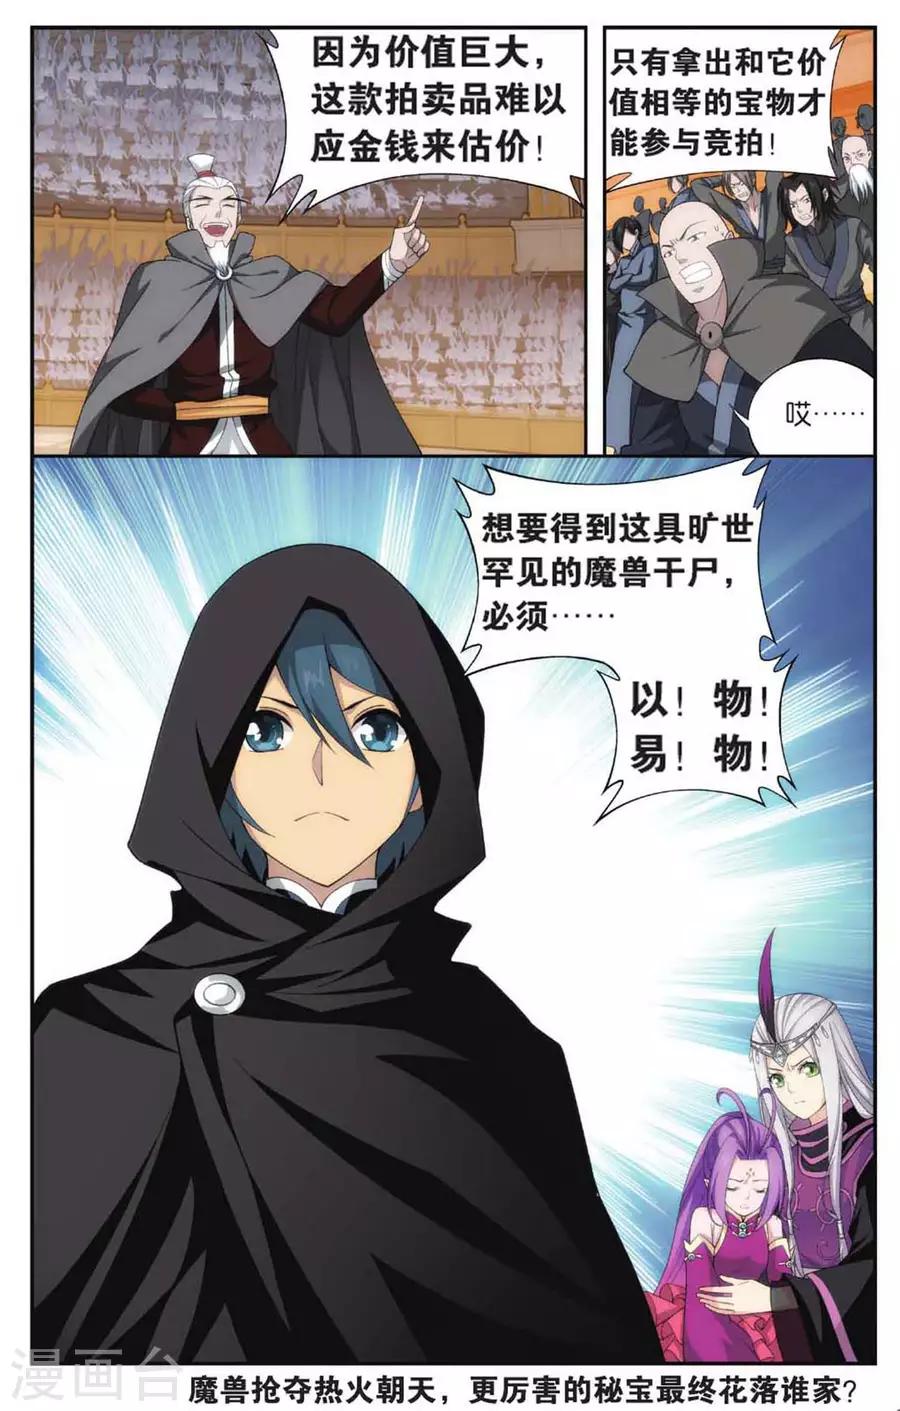 因为价值巨大，
这款拍卖品难以
应金钱来估价！
只有拿出和它价
值相等的宝物才
能参与竞拍！
哎……
想要得到这具旷世
罕见的魔兽干尸，
必须……
以！物！
易！物！
漫画台
魔兽抢夺热火朝天，更厉害的秘宝最终花落谁家？